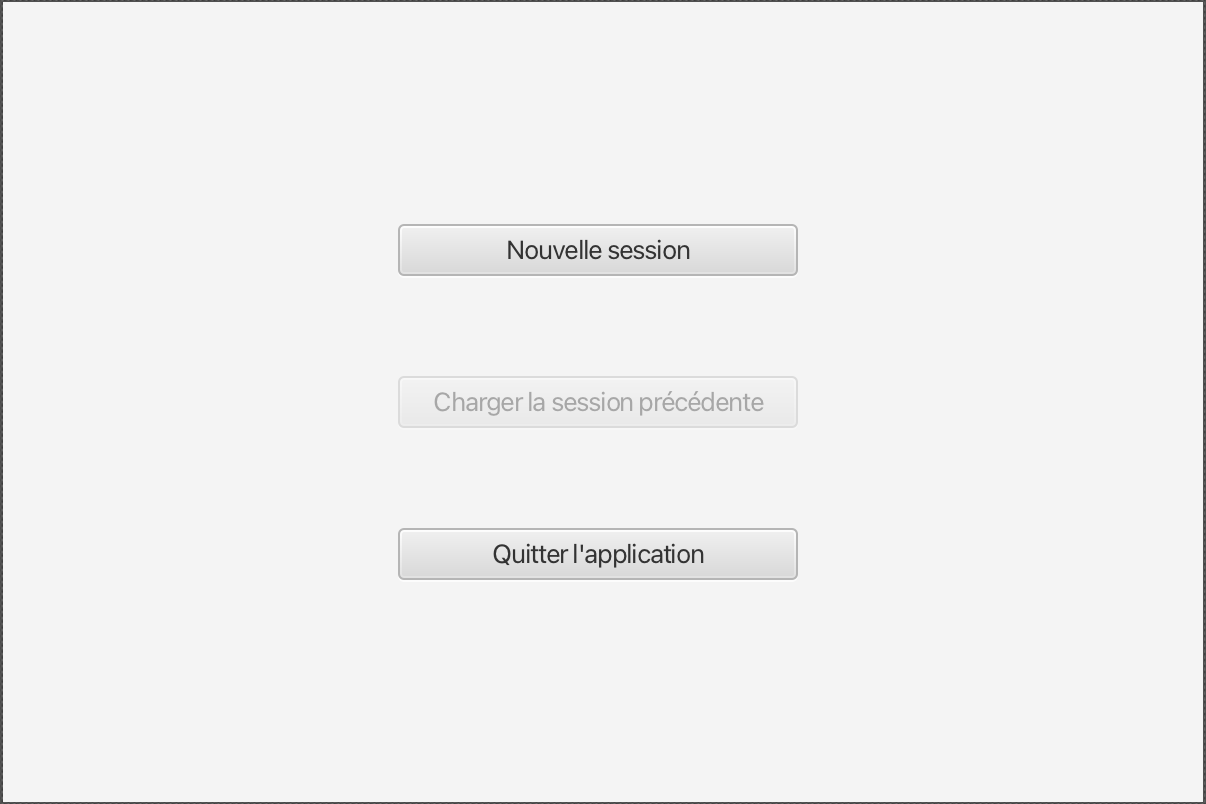 Nouvelle session
Charger la session précédente
Quitter l'application